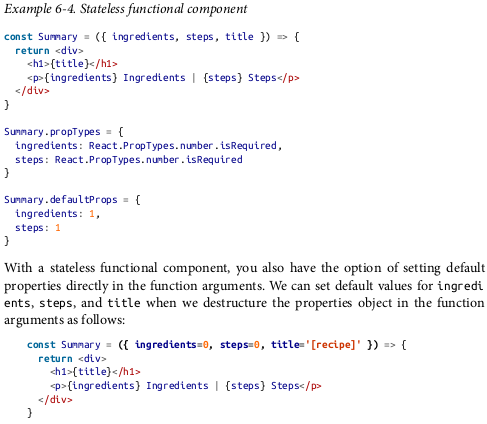 Example 6-4. Stateless functional component
const Summary = ({ ingredients, steps, title }) => {
  return <div>
    <h1>{title}</h1>
    <p>{ingredients} Ingredients | {steps} Steps</p>
  </div>
}
Summary.propTypes = {
  ingredients: React.PropTypes.number.isRequired,
  steps: React.PropTypes.number.isRequired
}
Summary.defaultProps = {
  ingredients: 1,
  steps: 1
}
With a stateless functional component, you also have the option of setting default
properties directly in the function arguments. We can set default values for ingredi
ents, steps, and title when we destructure the properties object in the function
arguments as follows:
const Summary = ({ ingredients=0, steps=0, title='[recipe]' }) => {
  return <div>
    <h1>{title}</h1>
    <p>{ingredients} Ingredients | {steps} Steps</p>
  </div>
}